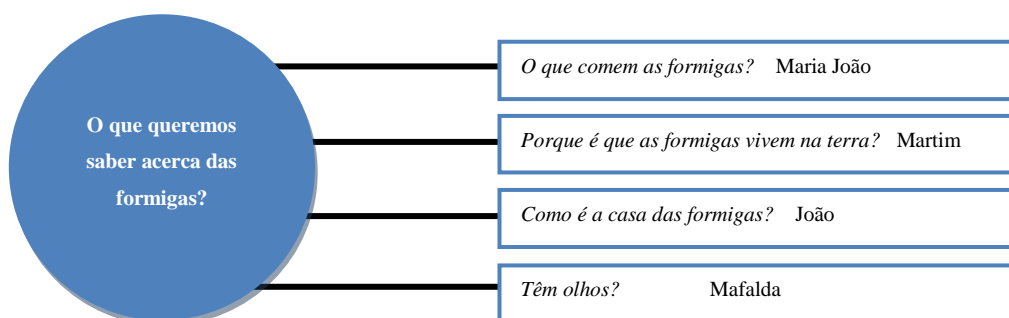 O que queremos
saber acerca das
formigas?
O que comem as formigas? Maria João
Porque é que as formigas vivem na terra? Martim
Como é a casa das formigas? João
Têm olhos? Mafalda